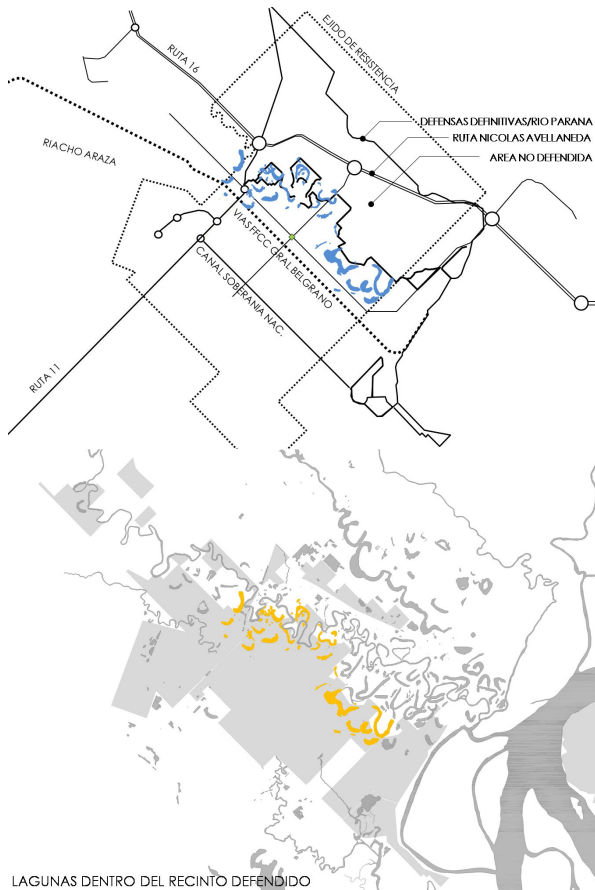 EJIDO DE RESISTENCIA
RUTA 16
DEFENSAS DEFINITIVAS/RIO PARANA
RUTA NICOLAS AVELLANEDA
AREA NO DEFENDIDA
RIACHO ARAZA
VIAS FFCC GRAL BELGRANO
CANAL SOBERANIA NAC.
RUTA 11
LAGUNAS DENTRO DEL RECINTO DEFENDIDO